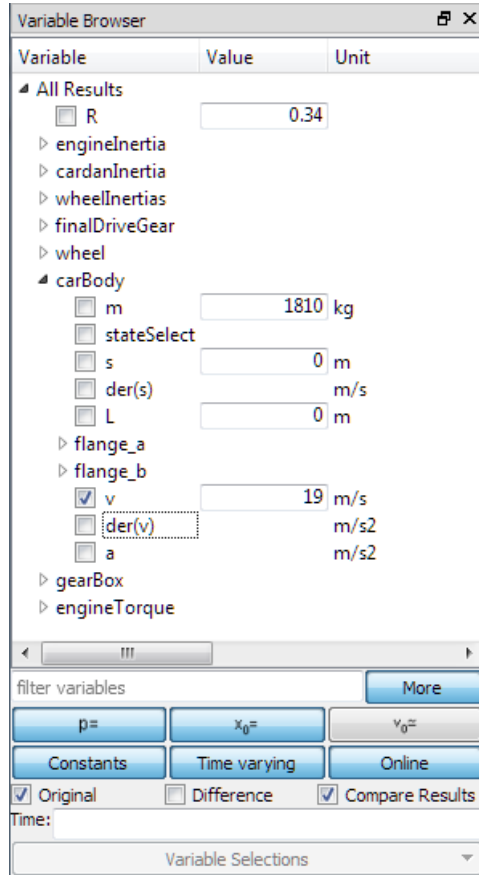 Variable Browser
Variable Value Unit
All Results
R 0.34
engineInertia
cardanInertia
wheelInertias
finalDriveGear
wheel
carBody
m 1810 kg
stateSelect
s 0 m
der(s) m/s
L 0 m
flange_a
flange_b
v 19 m/s
der(v) m/s2
a m/s2
gearBox
engineTorque
filter variables More
p= x₀= v₀≃
Constants Time varying Online
Original Difference Compare Results
Time:
Variable Selections